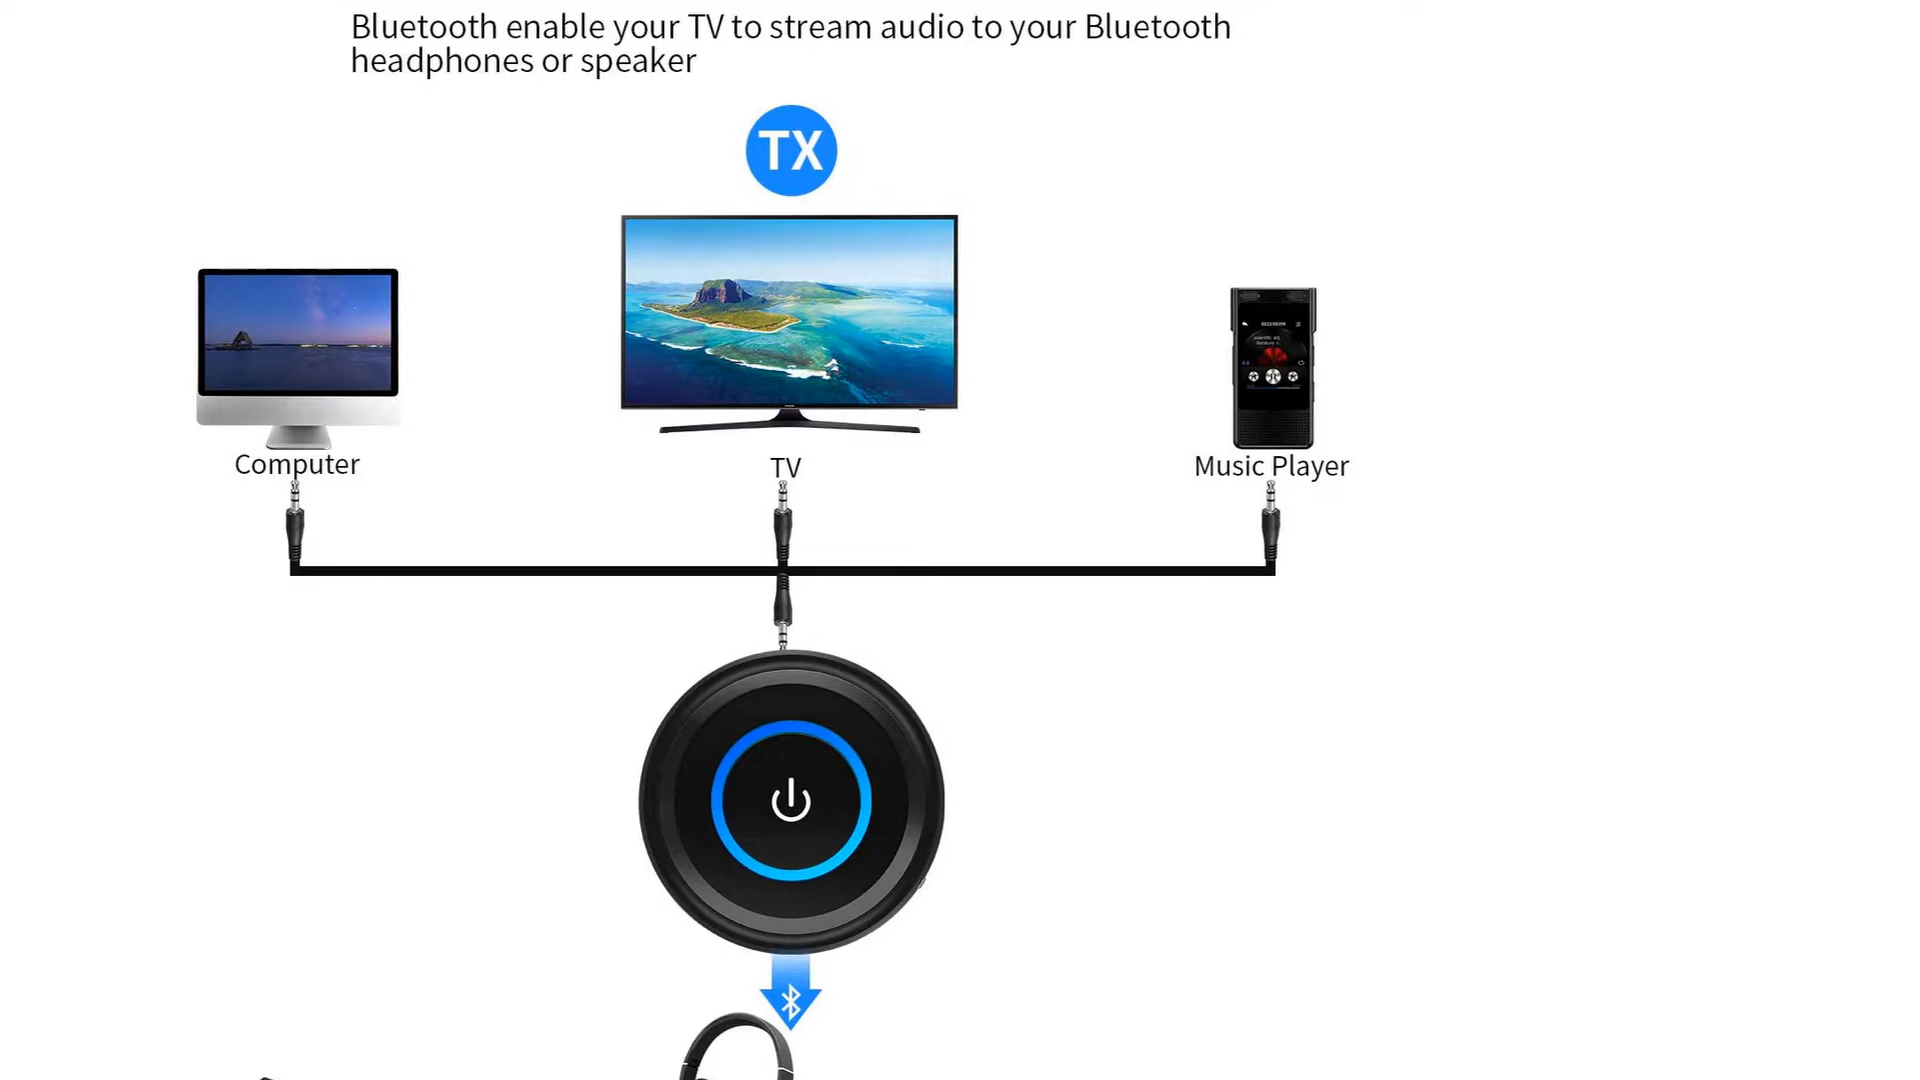 Bluetooth enable your TV to stream audio to your Bluetooth
headphones or speaker
TX
Computer
TV
Music Player